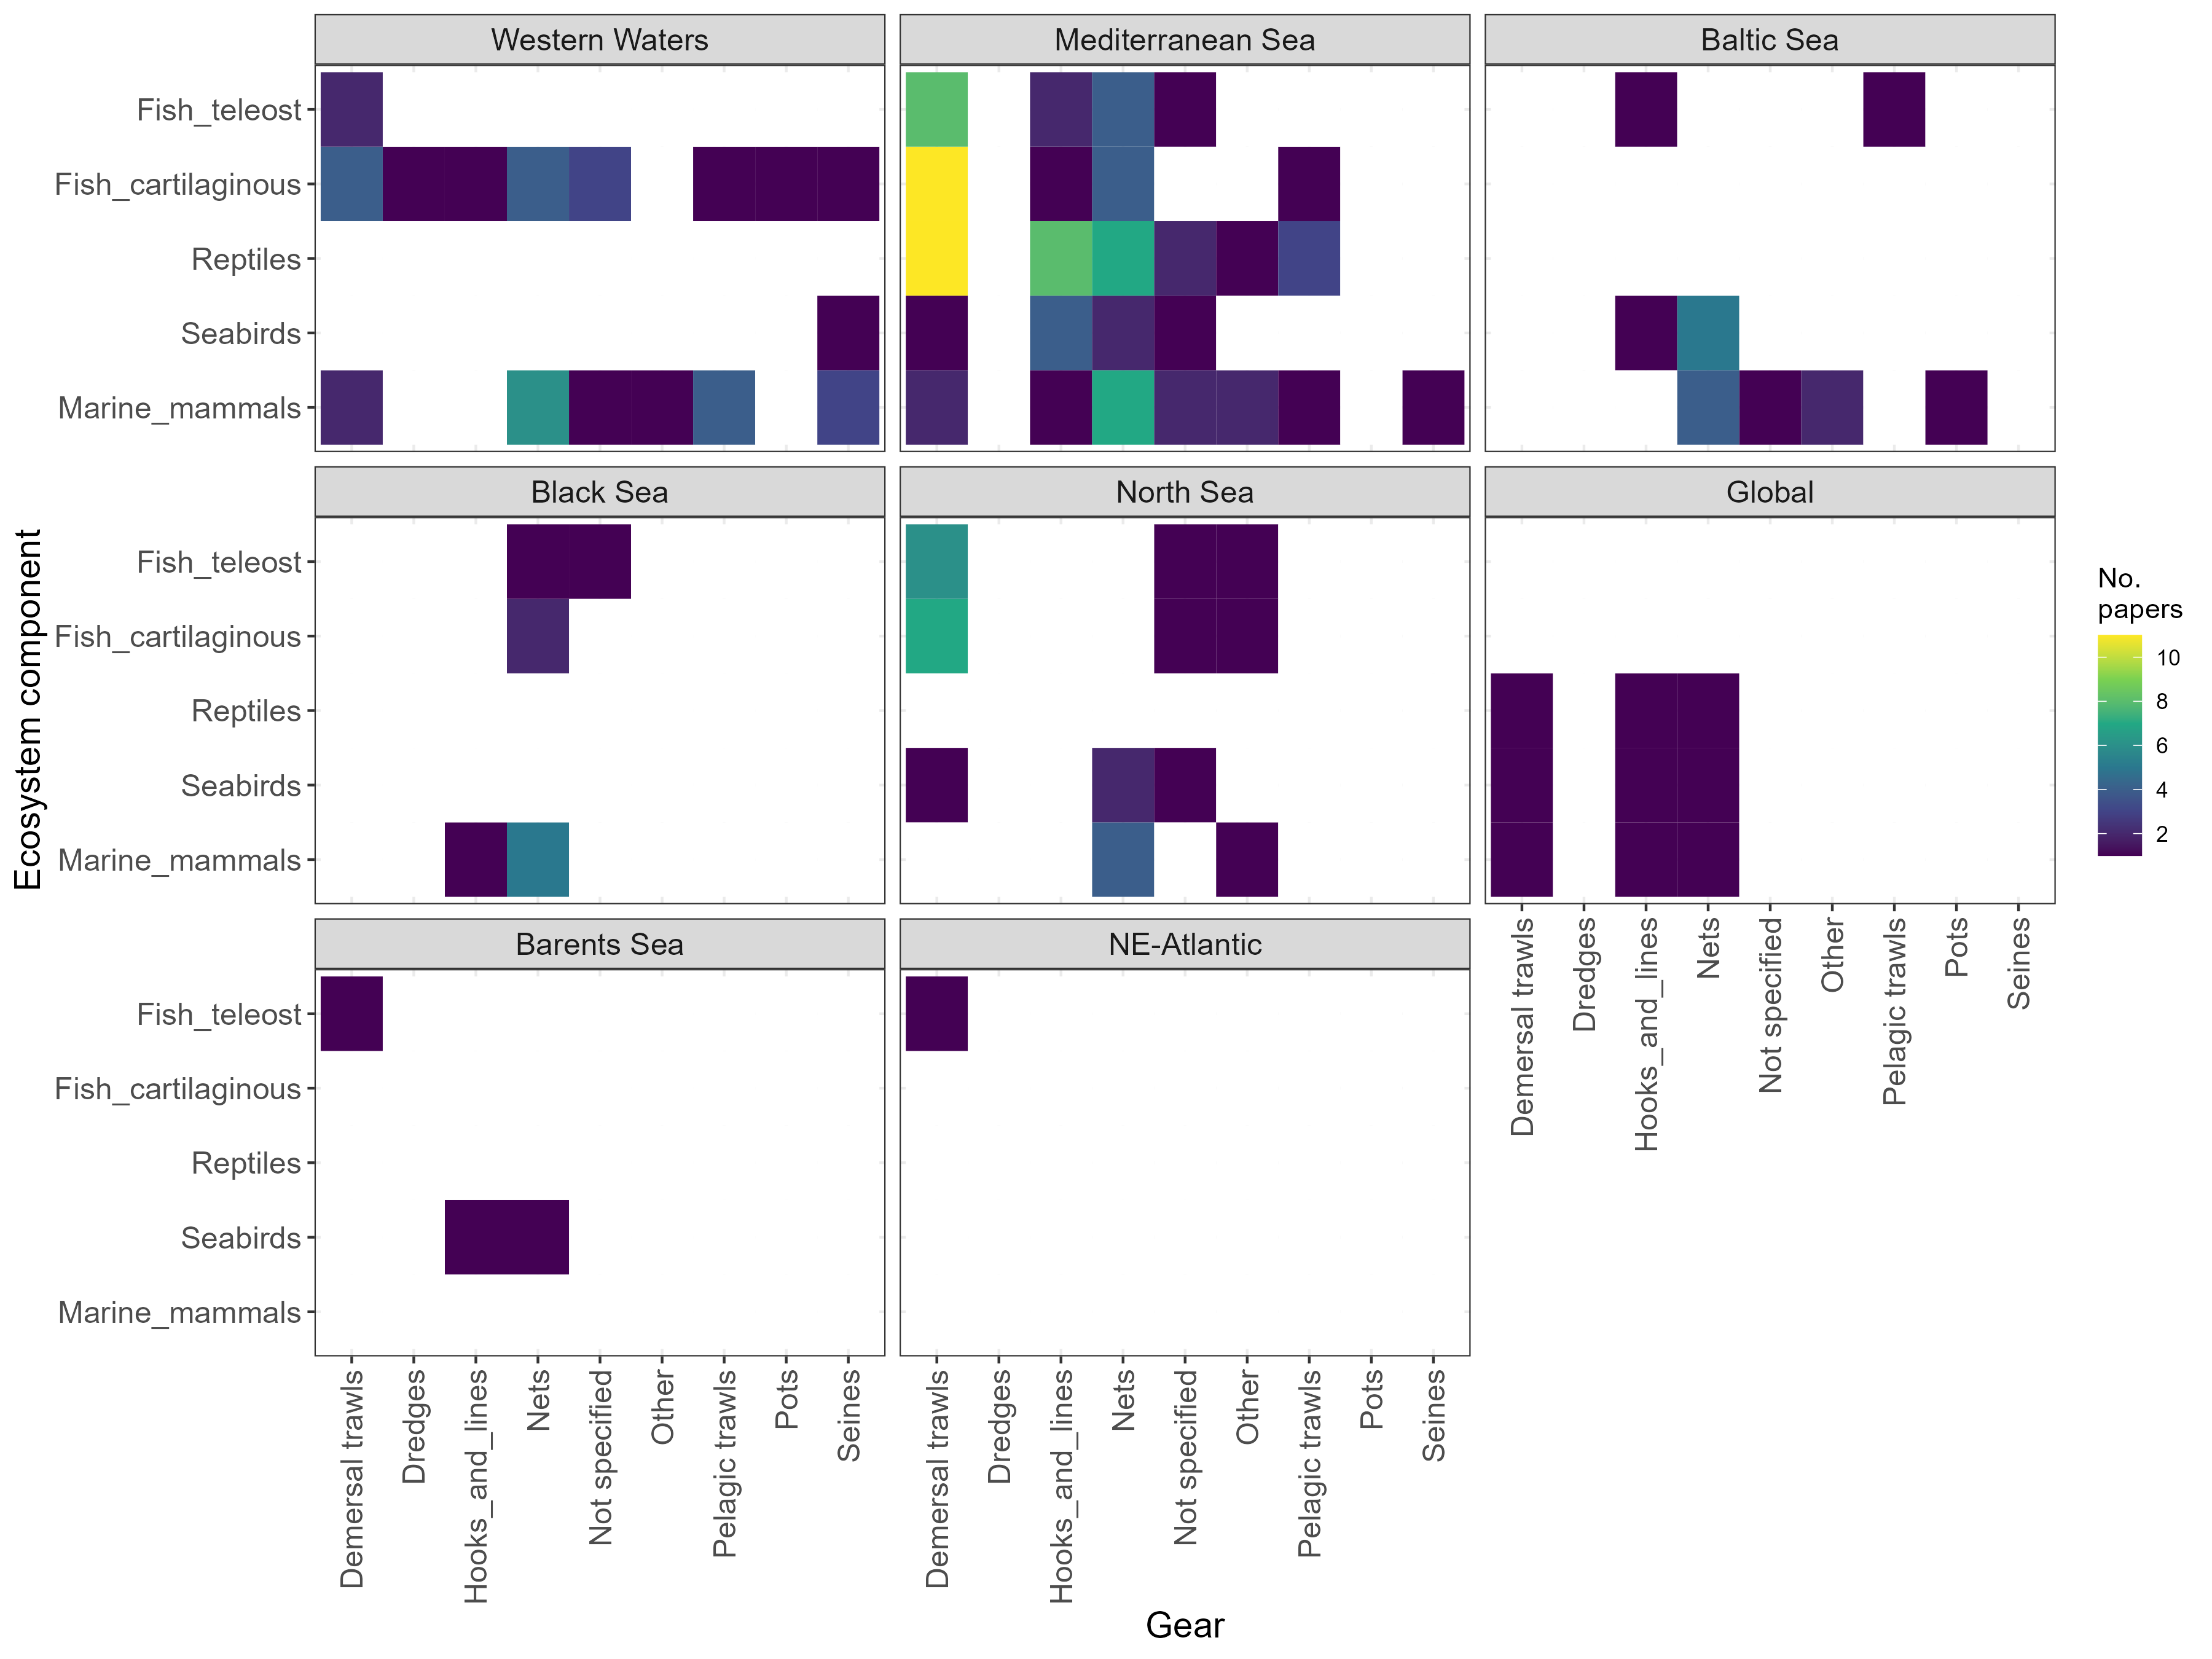 Western Waters
Mediterranean Sea
Baltic Sea
Fish_teleost
Fish_cartilaginous
Reptiles
Seabirds
Marine_mammals
Black Sea
North Sea
Global
Fish_teleost
Fish_cartilaginous
Reptiles
Seabirds
Marine_mammals
Barents Sea
NE-Atlantic
Fish_teleost
Fish_cartilaginous
Reptiles
Seabirds
Marine_mammals
Ecosystem component
Demersal trawls
Dredges
Hooks_and_lines
Nets
Not specified
Other
Pelagic trawls
Pots
Seines
Demersal trawls
Dredges
Hooks_and_lines
Nets
Not specified
Other
Pelagic trawls
Pots
Seines
Demersal trawls
Dredges
Hooks_and_lines
Nets
Not specified
Other
Pelagic trawls
Pots
Seines
Gear
No.
papers
10
8
6
4
2